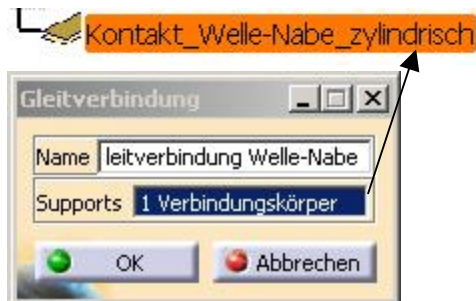 Kontakt_Welle-Nabe_zylindrisch
Gleitverbindung
Name leitverbindung Welle-Nabe
Supports 1 Verbindungskörper
OK Abbrechen